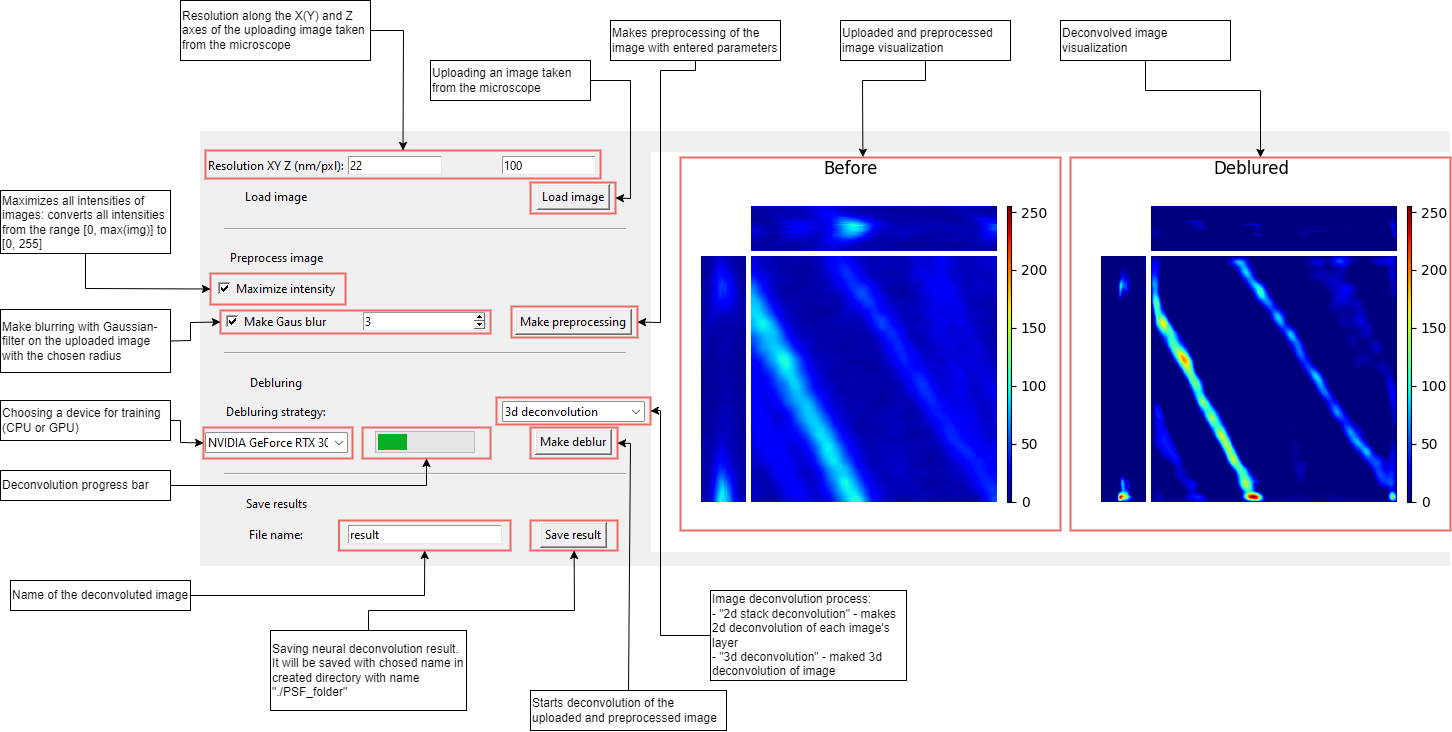 Resolution along the X(Y) and Z
axes of the uploading image taken
from the microscope
Uploading an image taken
from the microscope
Makes preprocessing of the
image with entered parameters
Uploaded and preprocessed
image visualization
Deconvolved image
visualization
Maximizes all intensities of
images: converts all intensities
from the range [0, max(img)] to
[0, 255]
Make blurring with Gaussian-
filter on the uploaded image
with the chosen radius
Choosing a device for training
(CPU or GPU)
Deconvolution progress bar
Name of the deconvoluted image
Saving neural deconvolution result.
It will be saved with chosed name in
created directory with name
"./PSF_folder"
Starts deconvolution of the
uploaded and preprocessed image
Image deconvolution process:
- "2d stack deconvolution" - makes
2d deconvolution of each image's
layer
- "3d deconvolution" - maked 3d
deconvolution of image
Resolution XY Z (nm/pxl): 22 100
Load image Load image
Preprocess image
Maximize intensity
Make Gaus blur 3 Make preprocessing
Debluring
Debluring strategy: 3d deconvolution
NVIDIA GeForce RTX 30 Make deblur
Save results
File name: result Save result
Before
250
200
150
100
50
0
Deblured
250
200
150
100
50
0